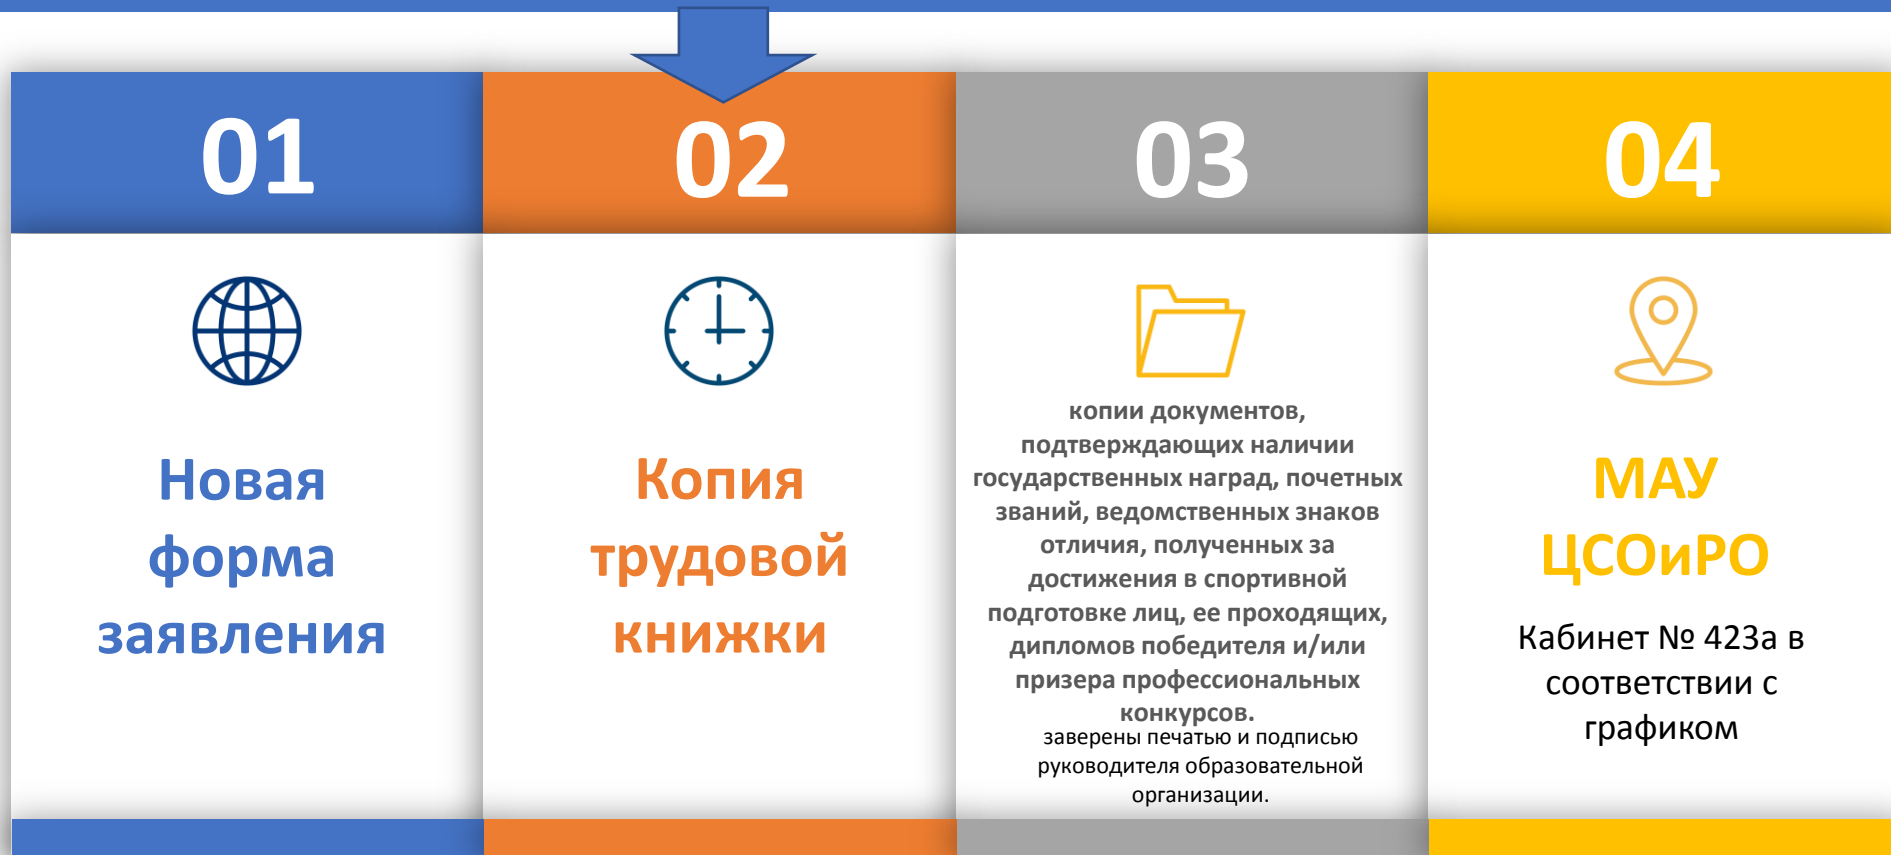 01
Новая
форма
заявления
02
Копия
трудовой
книжки
03
копии документов,
подтверждающих наличии
государственных наград, почетных
званий, ведомственных знаков
отличия, полученных за
достижения в спортивной
подготовке лиц, ее проходящих,
дипломов победителя и/или
призера профессиональных
конкурсов.
заверены печатью и подписью
руководителя образовательной
организации.
04
МАУ
ЦСОиРО
Кабинет № 423а в
соответствии с
графиком